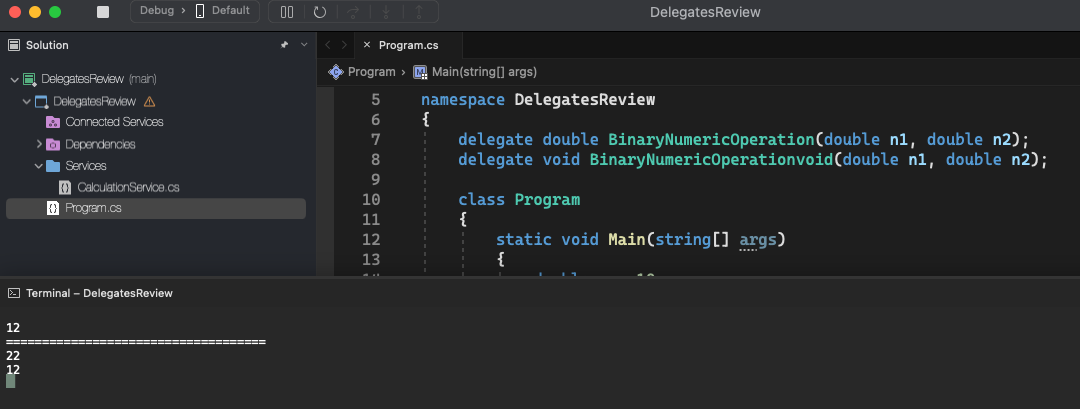 Debug › Default
DelegatesReview
Solution
DelegatesReview (main)
DelegatesReview
Connected Services
Dependencies
Services
CalculationService.cs
Program.cs
× Program.cs
Program › Main(string[] args)
5 namespace DelegatesReview
6 {
7 delegate double BinaryNumericOperation(double n1, double n2);
8 delegate void BinaryNumericOperationvoid(double n1, double n2);
9
10 class Program
11 {
12 static void Main(string[] args)
13 {
Terminal – DelegatesReview
12
====================================
22
12